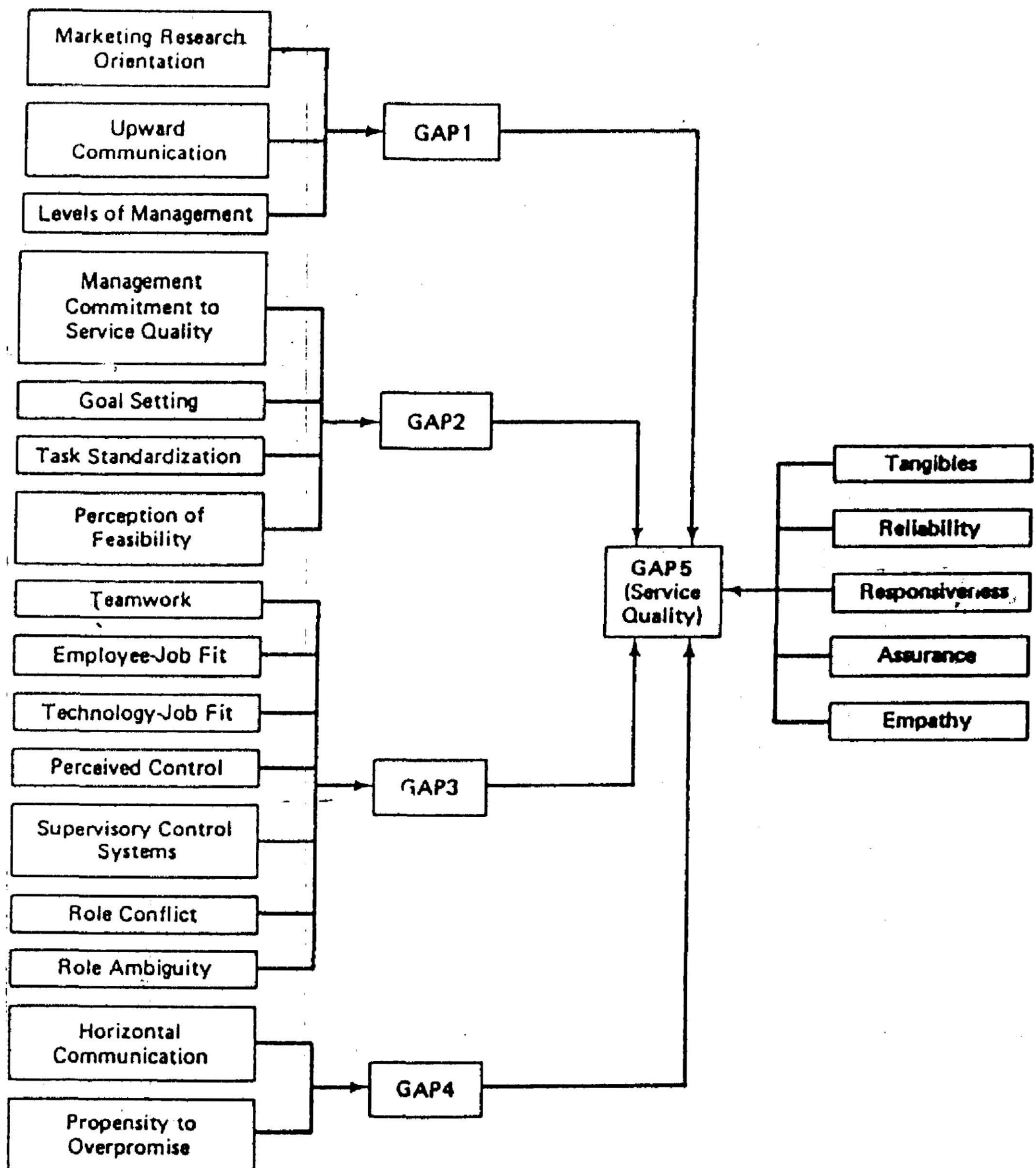 Marketing Research
Orientation
Upward
Communication
Levels of Management
GAP1
Management
Commitment to
Service Quality
Goal Setting
Task Standardization
Perception of
Feasibility
GAP2
Teamwork
Employee-Job Fit
Technology-Job Fit
Perceived Control
Supervisory Control
Systems
Role Conflict
Role Ambiguity
GAP3
Horizontal
Communication
Propensity to
Overpromise
GAP4
GAP5
(Service
Quality)
Tangibles
Reliability
Responsiveness
Assurance
Empathy